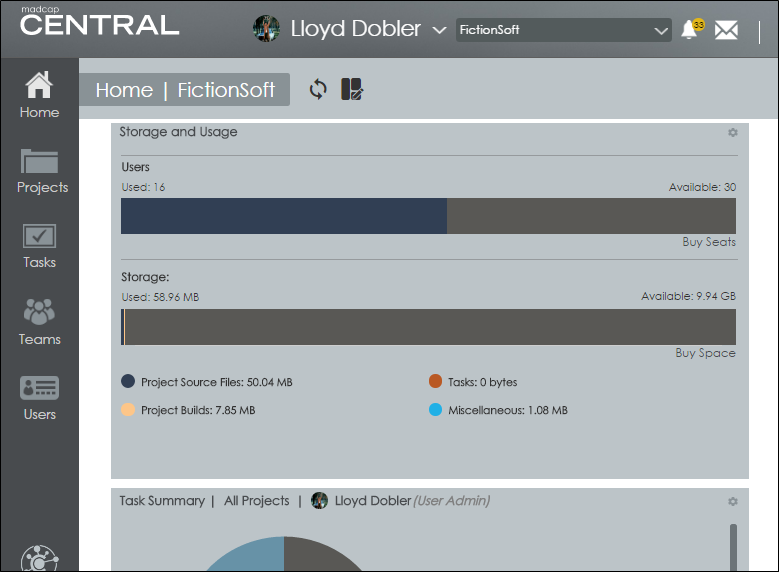 madcap
CENTRAL
Lloyd Dobler
FictionSoft
33
Home | FictionSoft
Home
Projects
Tasks
Teams
Users
Storage and Usage
Users
Used: 16
Available: 30
Buy Seats
Storage:
Used: 58.96 MB
Available: 9.94 GB
Buy Space
Project Source Files: 50.04 MB
Tasks: 0 bytes
Project Builds: 7.85 MB
Miscellaneous: 1.08 MB
Task Summary | All Projects | Lloyd Dobler (User Admin)